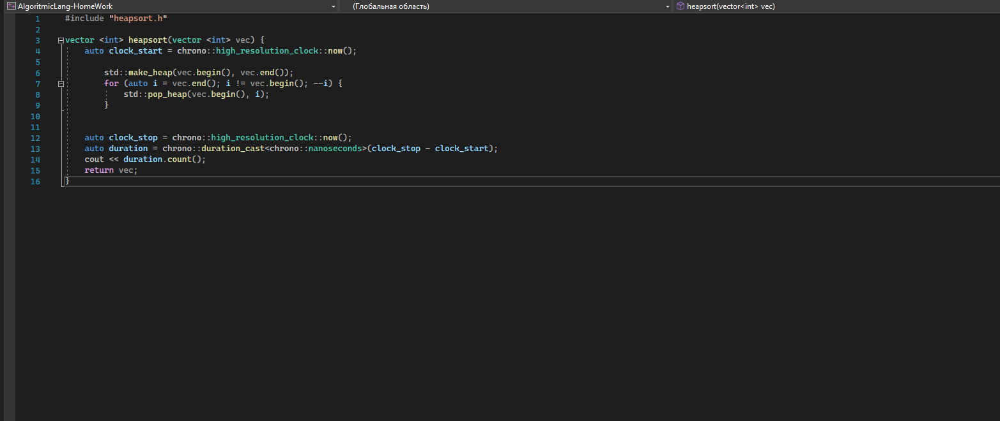 AlgoritmicLang-HomeWork (Глобальная область) heapsort(vector<int> vec)
1 #include "heapsort.h"
2
3 vector <int> heapsort(vector <int> vec) {
4 auto clock_start = chrono::high_resolution_clock::now();
5
6 std::make_heap(vec.begin(), vec.end());
7 for (auto i = vec.end(); i != vec.begin(); --i) {
8 std::pop_heap(vec.begin(), i);
9 }
10
11
12 auto clock_stop = chrono::high_resolution_clock::now();
13 auto duration = chrono::duration_cast<chrono::nanoseconds>(clock_stop - clock_start);
14 cout << duration.count();
15 return vec;
16 }